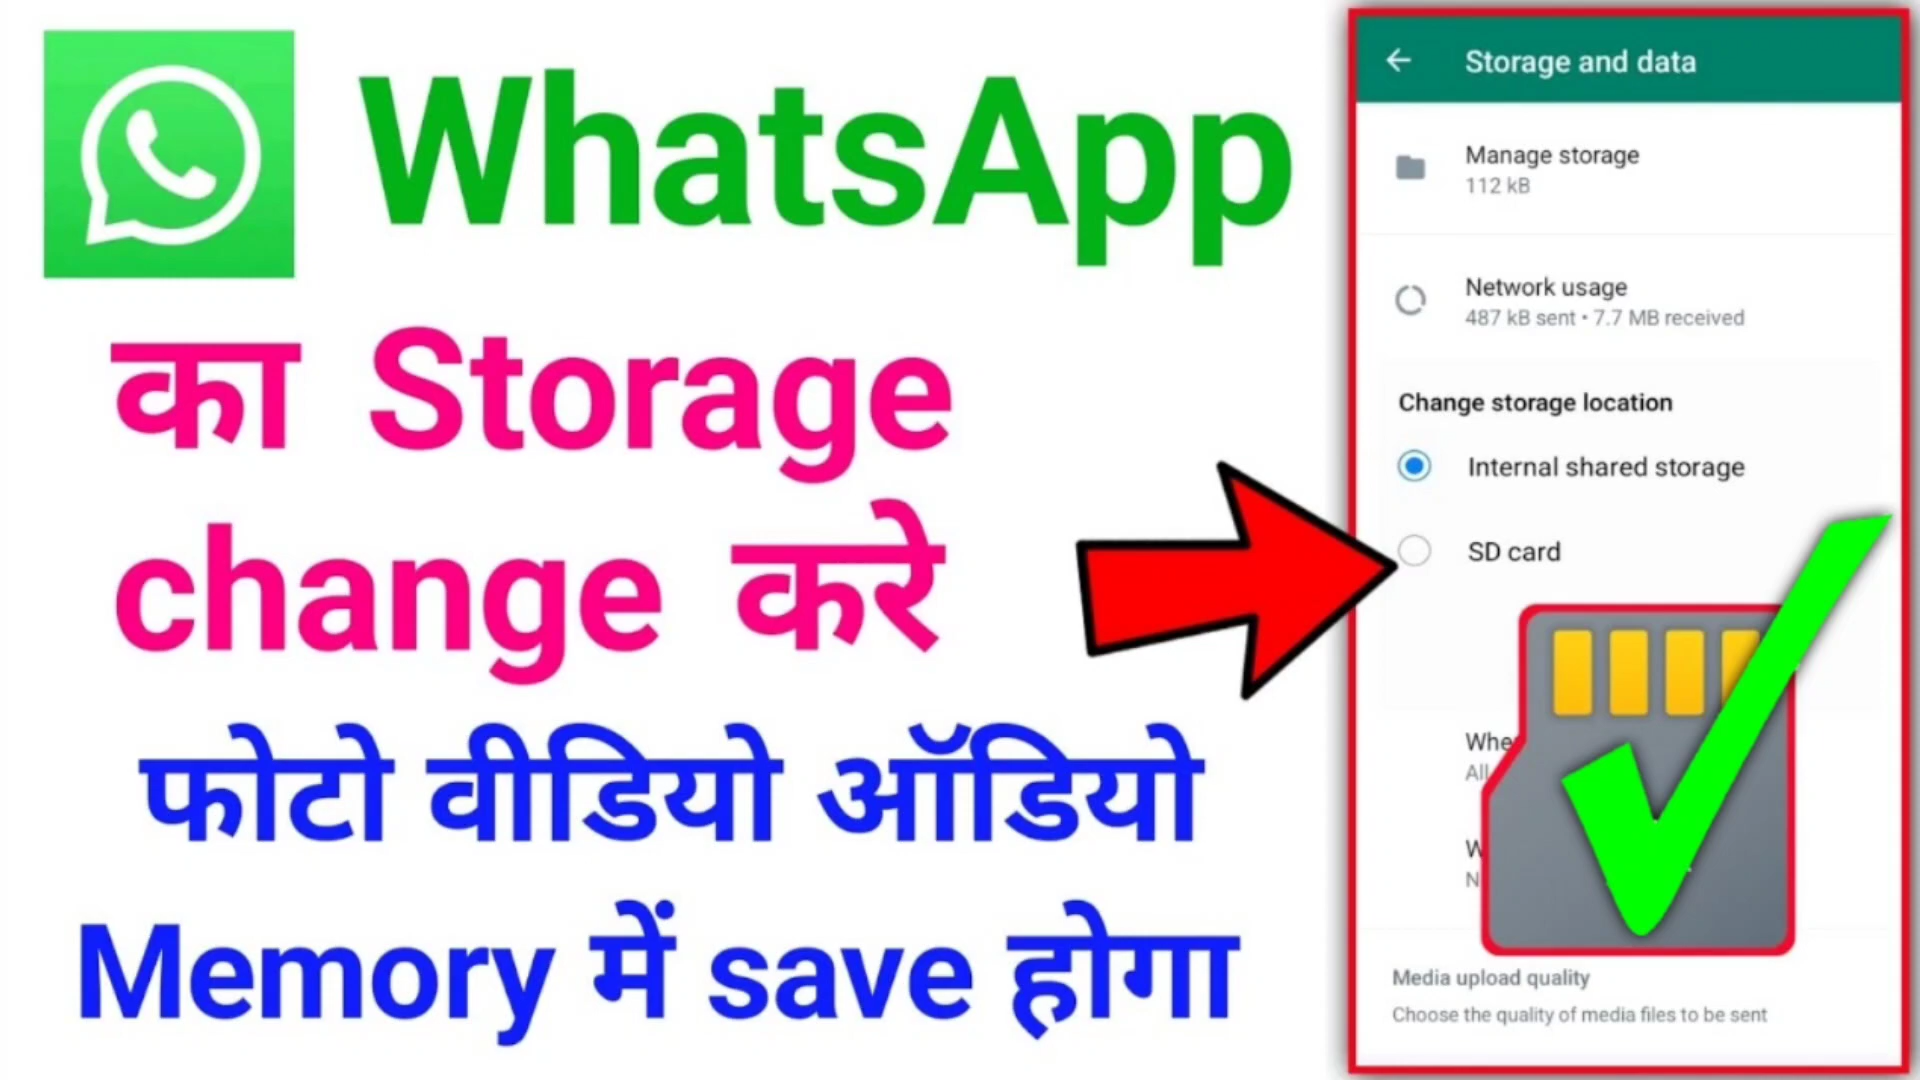 WhatsApp
का Storage
change करे
फोटो वीडियो ऑडियो
Memory में save होगा
Storage and data
Manage storage
112 kB
Network usage
487 kB sent • 7.7 MB received
Change storage location
Internal shared storage
SD card
All
Media upload quality
Choose the quality of media files to be sent